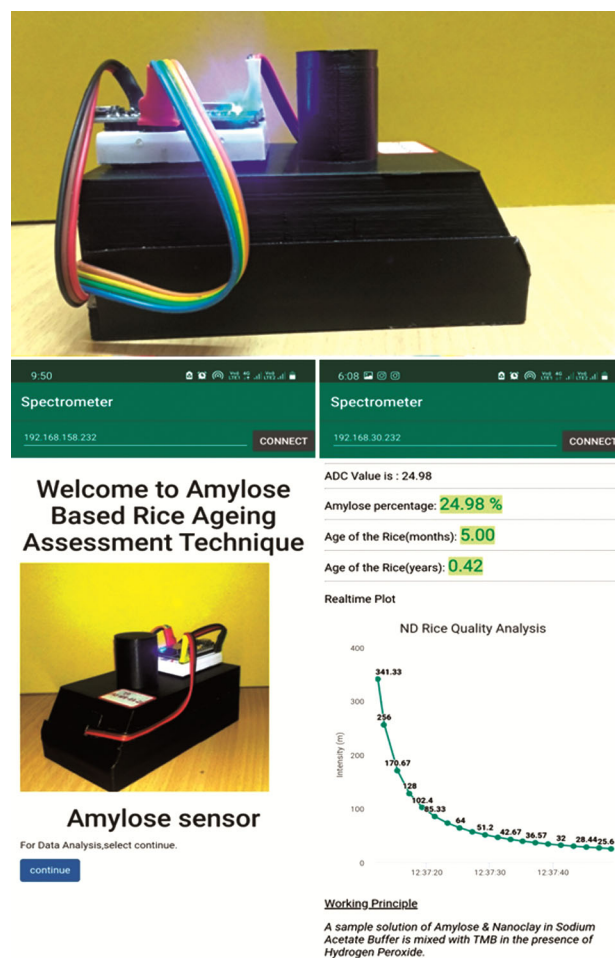 9:50
Spectrometer
192.168.158.232
CONNECT
Welcome to Amylose
Based Rice Ageing
Assessment Technique
Amylose sensor
For Data Analysis,select continue.
continue
6:08
Spectrometer
192.168.30.232
CONNECT
ADC Value is : 24.98
Amylose percentage: 24.98 %
Age of the Rice(months): 5.00
Age of the Rice(years): 0.42
Realtime Plot
ND Rice Quality Analysis
Intensity (m)
400
300
200
100
0
341.33
256
170.67
128
102.4
85.33
64
51.2
42.67
36.57
32
28.44
25.6
12:37:20
12:37:30
12:37:40
Working Principle
A sample solution of Amylose & Nanoclay in Sodium
Acetate Buffer is mixed with TMB in the presence of
Hydrogen Peroxide.